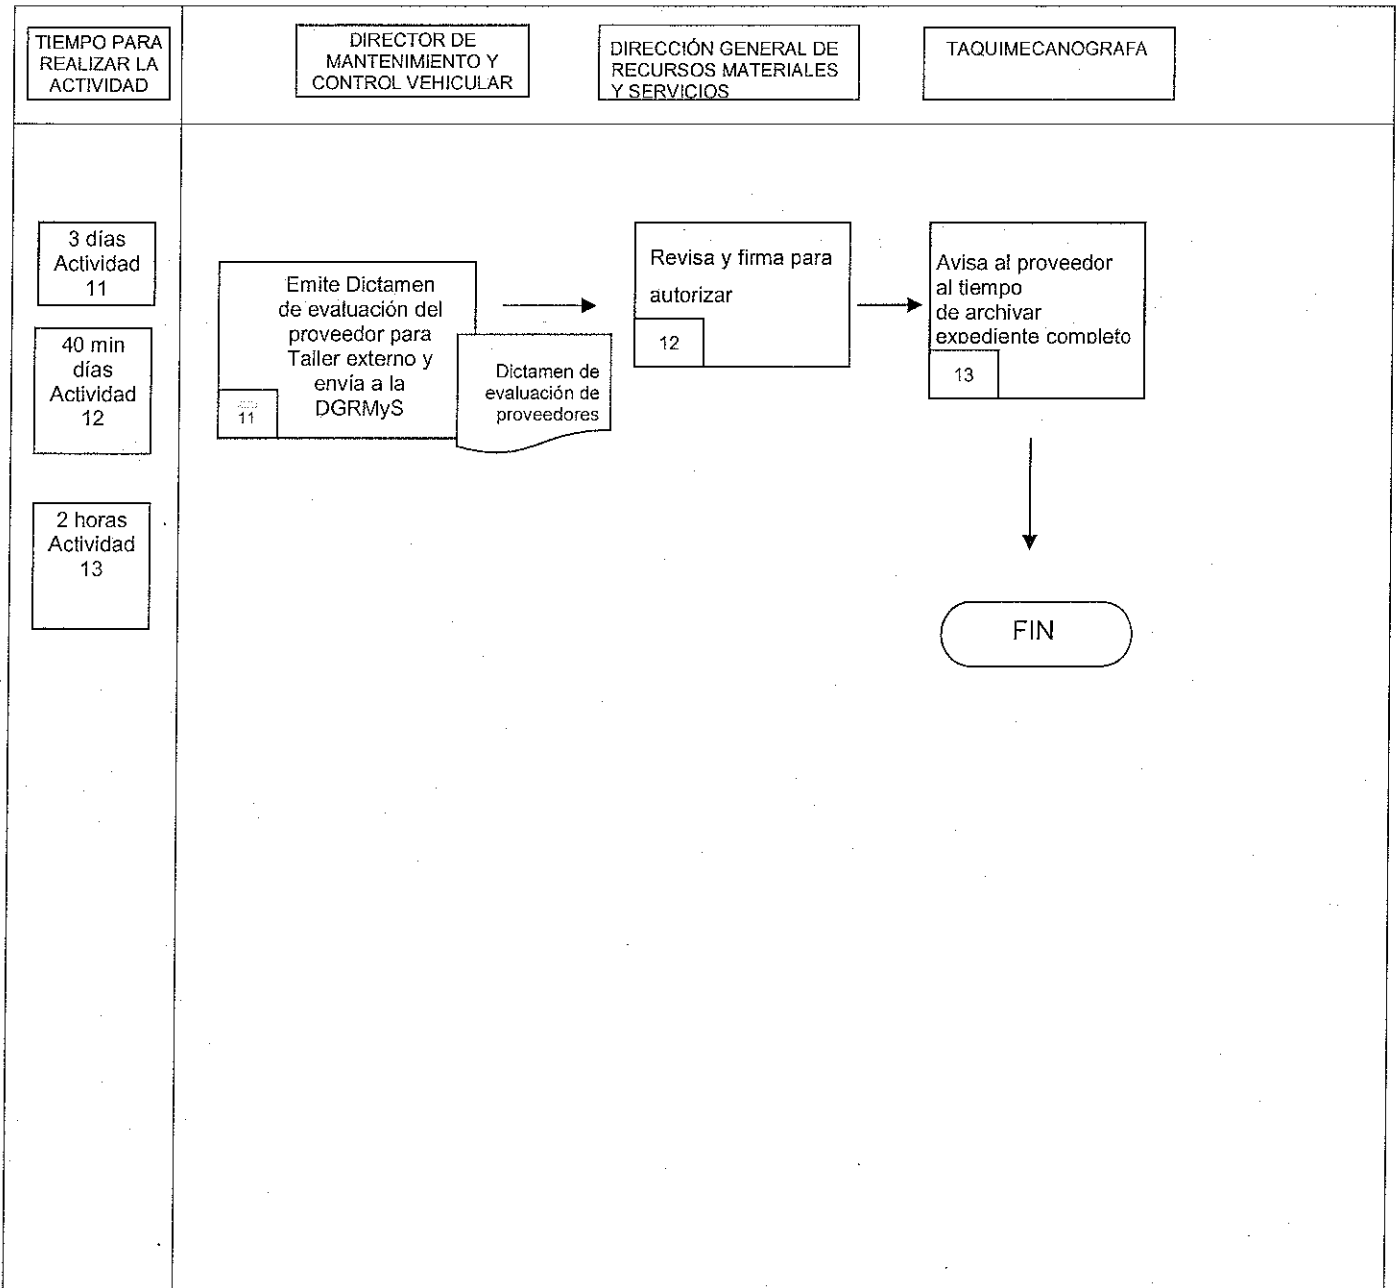 TIEMPO PARA
REALIZAR LA
ACTIVIDAD
DIRECTOR DE
MANTENIMIENTO Y
CONTROL VEHICULAR
DIRECCIÓN GENERAL DE
RECURSOS MATERIALES
Y SERVICIOS
TAQUIMECANOGRAFA
3 días
Actividad
11
40 min
días
Actividad
12
2 horas
Actividad
13
Emite Dictamen
de evaluación del
proveedor para
Taller externo y
envía a la
DGRMyS
11
Dictamen de
evaluación de
proveedores
Revisa y firma para
autorizar
12
Avisa al proveedor
al tiempo
de archivar
expediente completo
13
FIN